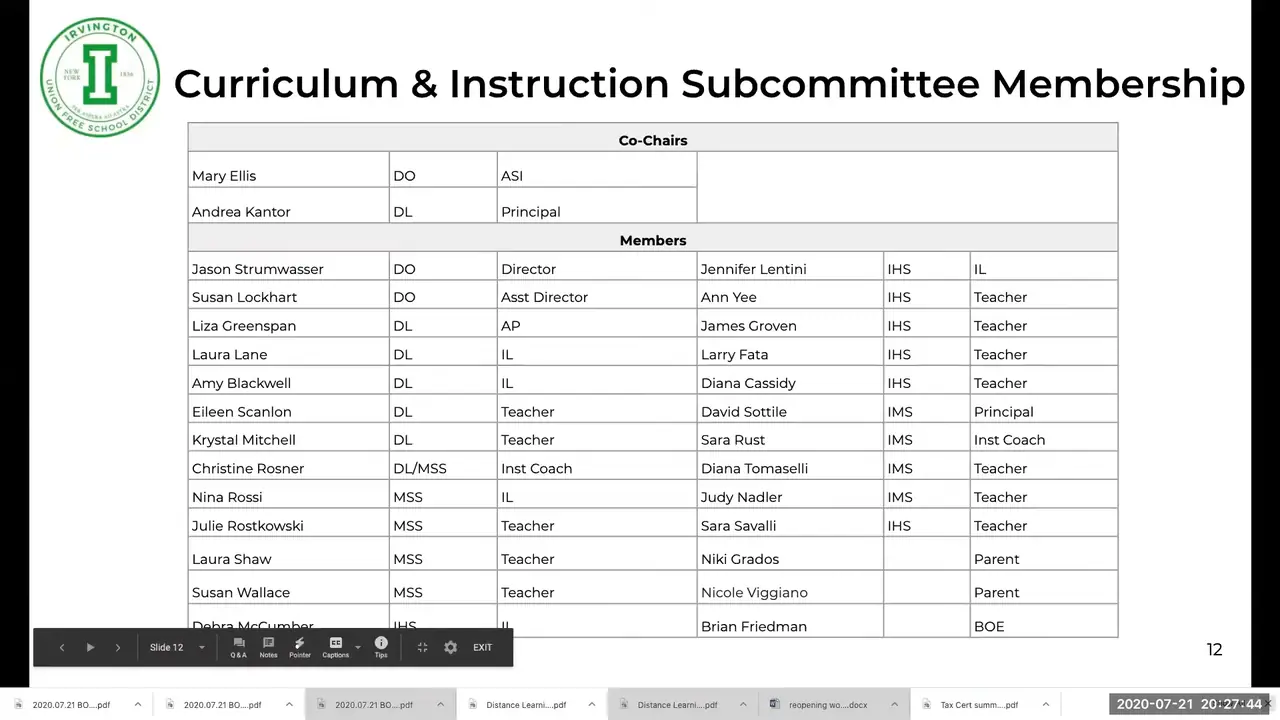 IRVINGTON
NEW YORK 1836
UNION FREE SCHOOL DISTRICT
Curriculum & Instruction Subcommittee Membership
Co-Chairs
Mary Ellis DO ASI
Andrea Kantor DL Principal
Members
Jason Strumwasser DO Director Jennifer Lentini IHS IL
Susan Lockhart DO Asst Director Ann Yee IHS Teacher
Liza Greenspan DL AP James Groven IHS Teacher
Laura Lane DL IL Larry Fata IHS Teacher
Amy Blackwell DL IL Diana Cassidy IHS Teacher
Eileen Scanlon DL Teacher David Sottile IMS Principal
Krystal Mitchell DL Teacher Sara Rust IMS Inst Coach
Christine Rosner DL/MSS Inst Coach Diana Tomaselli IMS Teacher
Nina Rossi MSS IL Judy Nadler IMS Teacher
Julie Rostkowski MSS Teacher Sara Savalli IHS Teacher
Laura Shaw MSS Teacher Niki Grados Parent
Susan Wallace MSS Teacher Nicole Viggiano Parent
Debra McCumber IHS IL Brian Friedman BOE
Slide 12 Q & A Notes Pointer Captions Tips EXIT
12
2020.07.21 BO....pdf 2020.07.21 BO....pdf 2020.07.21 BO....pdf Distance Learni....pdf Distance Learni....pdf reopening wo....docx Tax Cert summ....pdf
2020-07-21 20:27:44